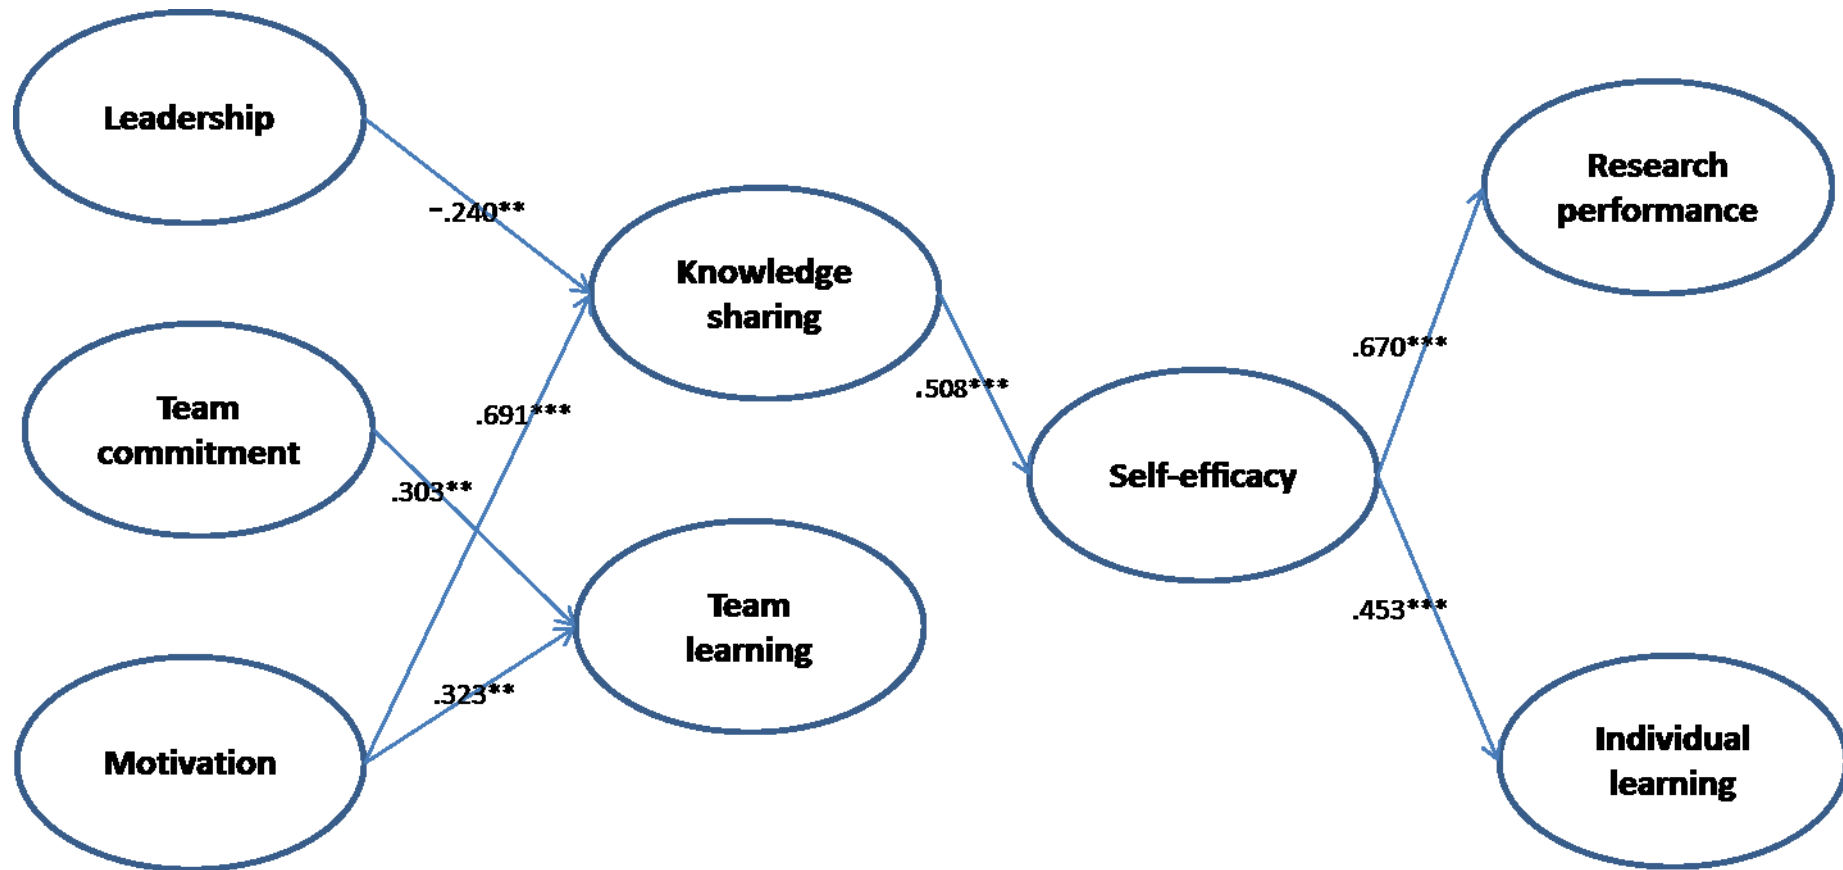 Leadership
-.240**
Knowledge
sharing
Team
commitment
.691***
.303**
Team
learning
.323**
Motivation
.508***
Self-efficacy
.670***
.453***
Research
performance
Individual
learning